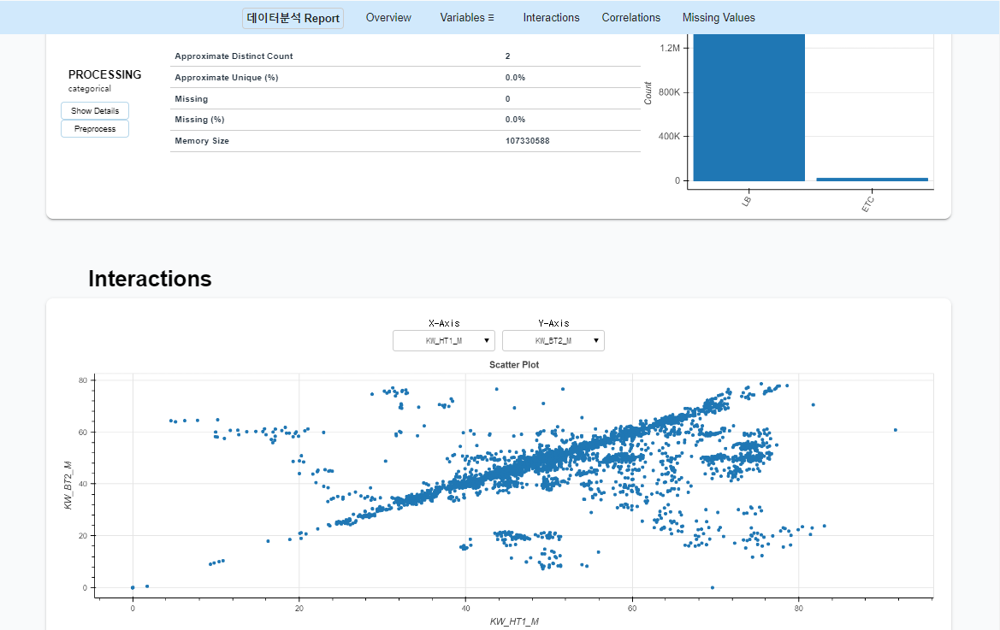 데이터분석 Report Overview Variables ☰ Interactions Correlations Missing Values
PROCESSING
categorical
Show Details
Preprocess
Approximate Distinct Count 2
Approximate Unique (%) 0.0%
Missing 0
Missing (%) 0.0%
Memory Size 107330588
Count
1.2M
800K
400K
0
LB
ETC
Interactions
X-Axis Y-Axis
KW_HT1_M ▼ KW_BT2_M ▼
Scatter Plot
KW_BT2_M
80
60
40
20
0
0 20 40 60 80
KW_HT1_M